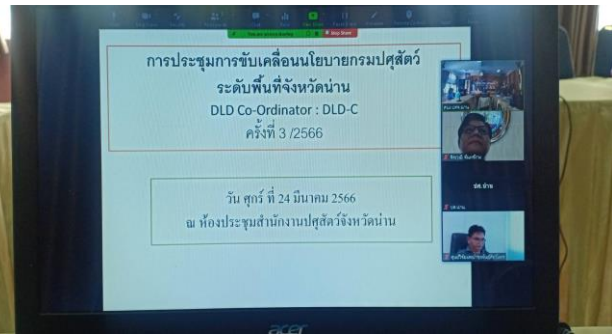 การประชุมการขับเคลื่อนนโยบายกรมปศุสัตว์
ระดับพื้นที่จังหวัดน่าน
DLD Co-Ordinator : DLD-C
ครั้งที่ 3 /2566
วัน ศุกร์ ที่ 24 มีนาคม 2566
ณ ห้องประชุมสำนักงานปศุสัตว์จังหวัดน่าน
Stop Share
acer